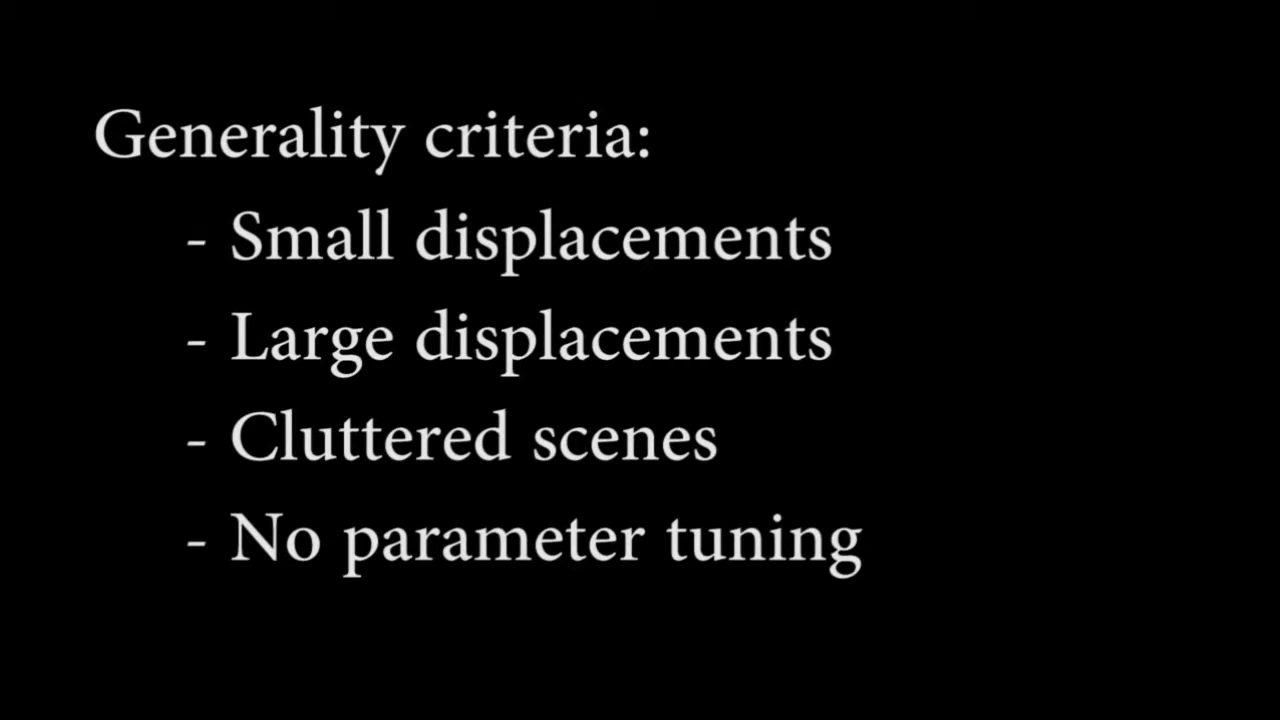 Generality criteria:
- Small displacements
- Large displacements
- Cluttered scenes
- No parameter tuning